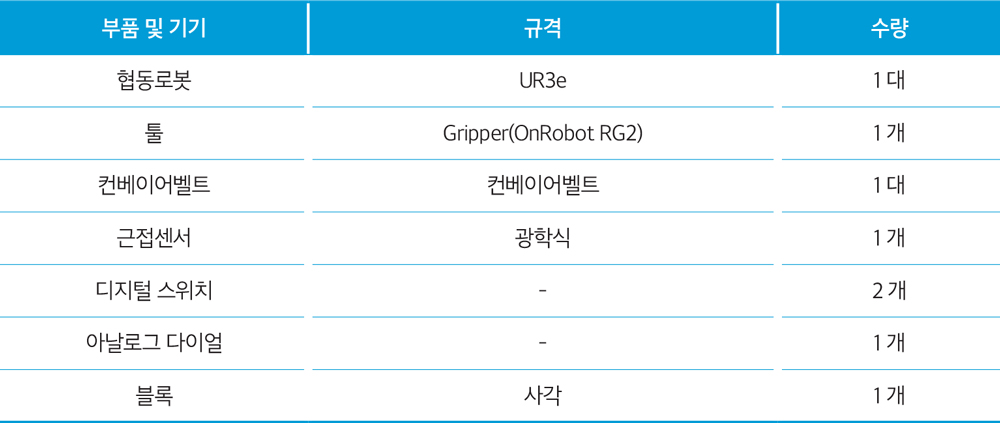 부품 및 기기 규격 수량
협동로봇 UR3e 1 대
툴 Gripper(OnRobot RG2) 1 개
컨베이어벨트 컨베이어벨트 1 대
근접센서 광학식 1 개
디지털 스위치 - 2 개
아날로그 다이얼 - 1 개
블록 사각 1 개